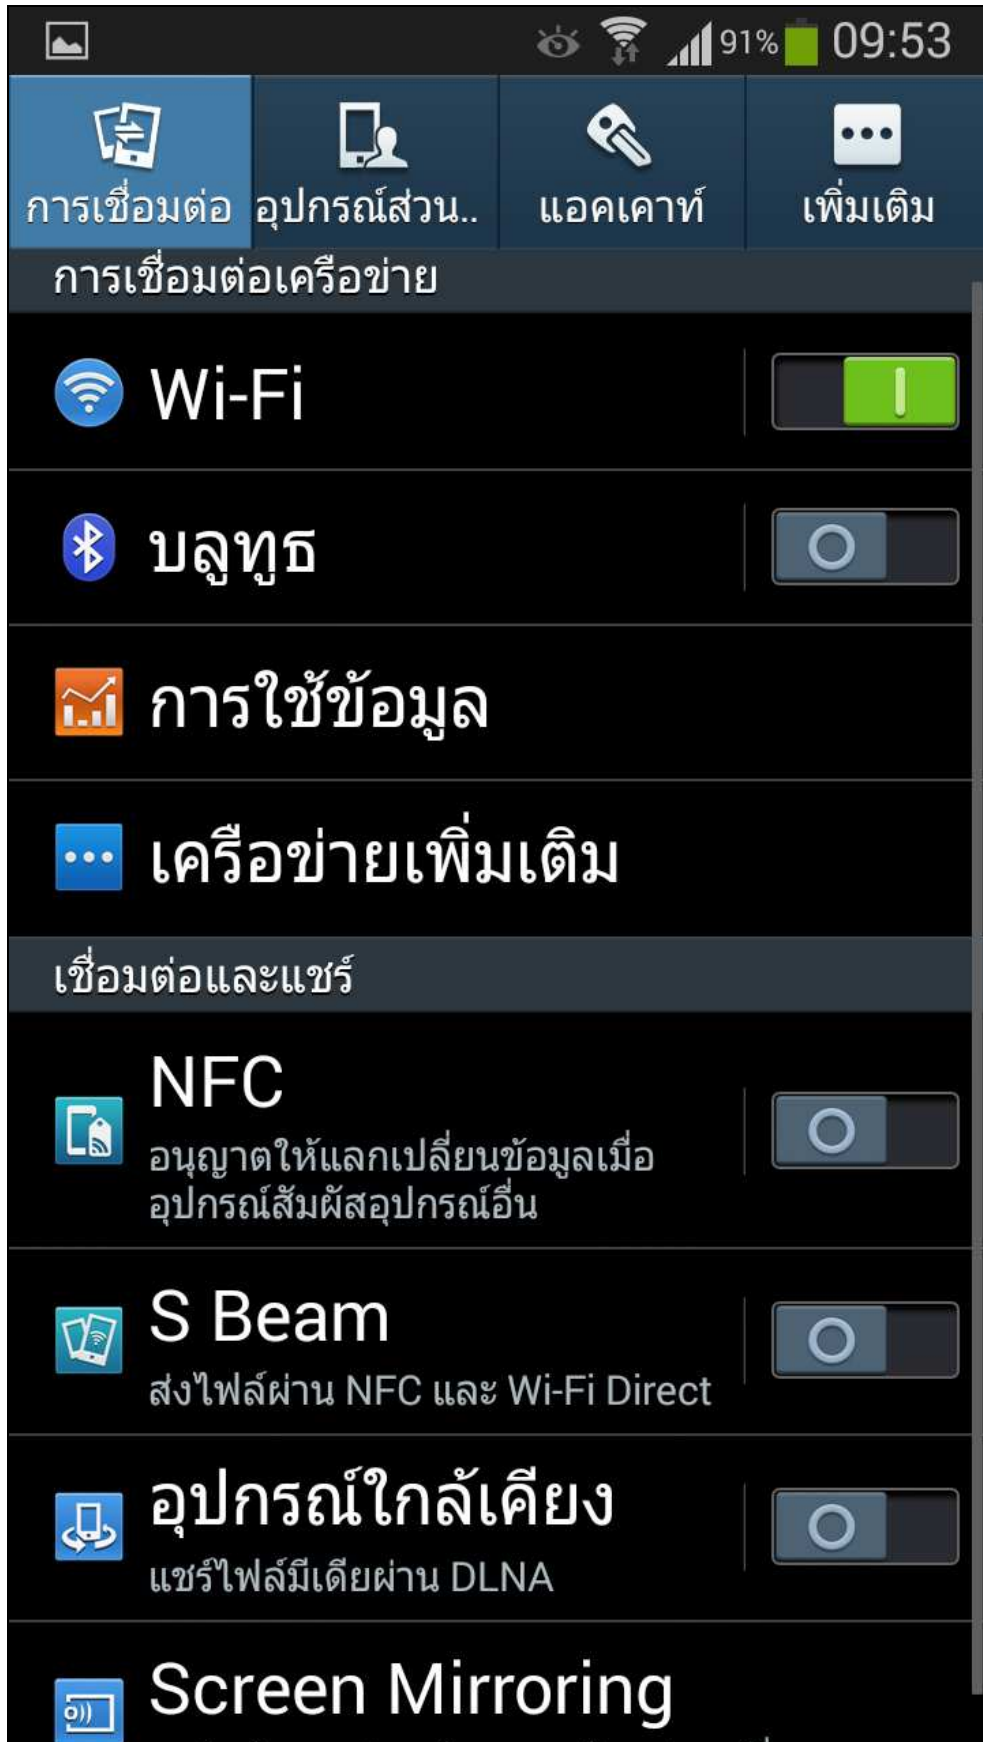 91% 09:53
การเชื่อมต่อ อุปกรณ์ส่วน.. แอคเคาท์ เพิ่มเติม
การเชื่อมต่อเครือข่าย
Wi-Fi
บลูทูธ
การใช้ข้อมูล
เครือข่ายเพิ่มเติม
เชื่อมต่อและแชร์
NFC
อนุญาตให้แลกเปลี่ยนข้อมูลเมื่อ
อุปกรณ์สัมผัสอุปกรณ์อื่น
S Beam
ส่งไฟล์ผ่าน NFC และ Wi-Fi Direct
อุปกรณ์ใกล้เคียง
แชร์ไฟล์มีเดียผ่าน DLNA
Screen Mirroring